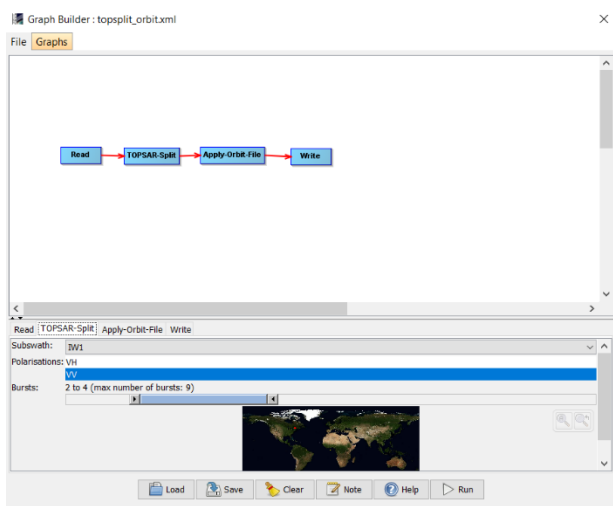 Graph Builder : topsplit_orbit.xml
File Graphs
Read TOPSAR-Split Apply-Orbit-File Write
Read TOPSAR-Split Apply-Orbit-File Write
Subswath: IW1
Polarisations: VH
VV
Bursts: 2 to 4 (max number of bursts: 9)
Load Save Clear Note Help Run